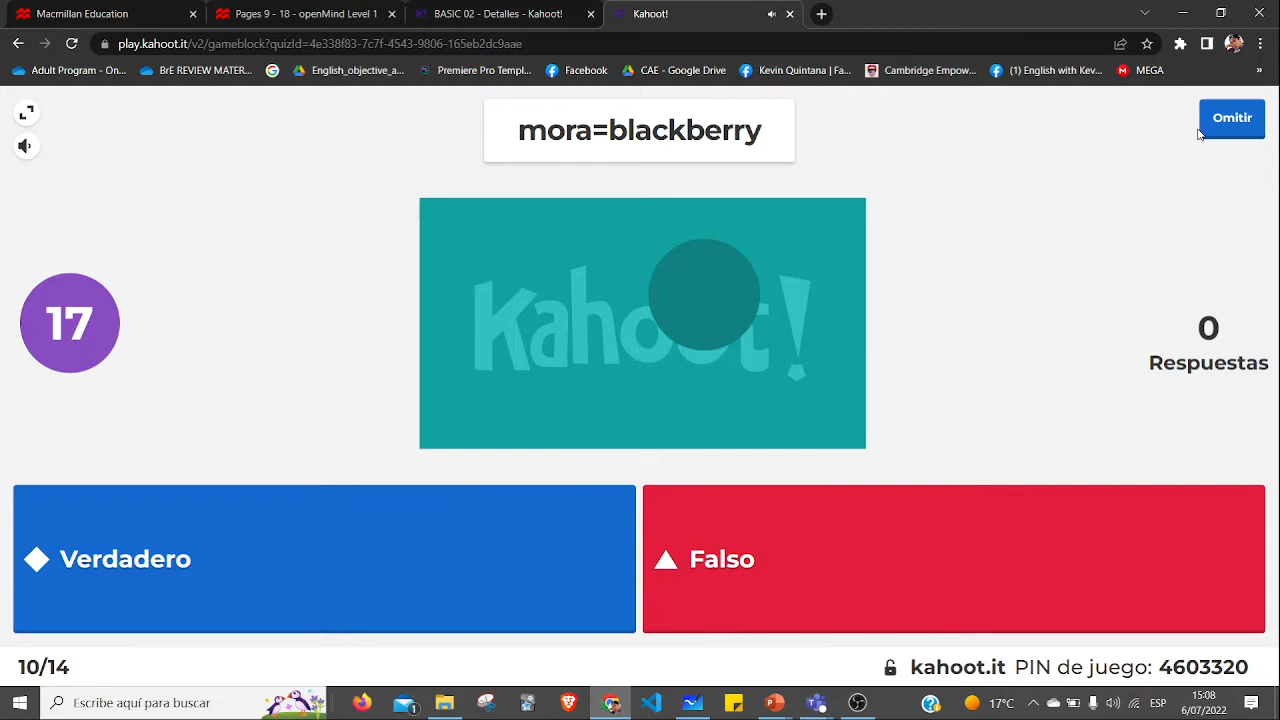 Macmillan Education
Pages 9 - 18 - openMind Level 1
BASIC 02 - Detalles - Kahoot!
Kahoot!
play.kahoot.it/v2/gameblock?quizId=4e338f83-7c7f-4543-9806-165eb2dc9aae
Adult Program - On...
BrE REVIEW MATER...
English_objective_a...
Premiere Pro Templ...
Facebook
CAE - Google Drive
Kevin Quintana | Fa...
Cambridge Empow...
(1) English with Kev...
MEGA
»
mora=blackberry
Omitir
Kahoot!
17
0
Respuestas
Verdadero
Falso
10/14
kahoot.it PIN de juego: 4603320
Escribe aquí para buscar
1
17°C
ESP
15:08
6/07/2022